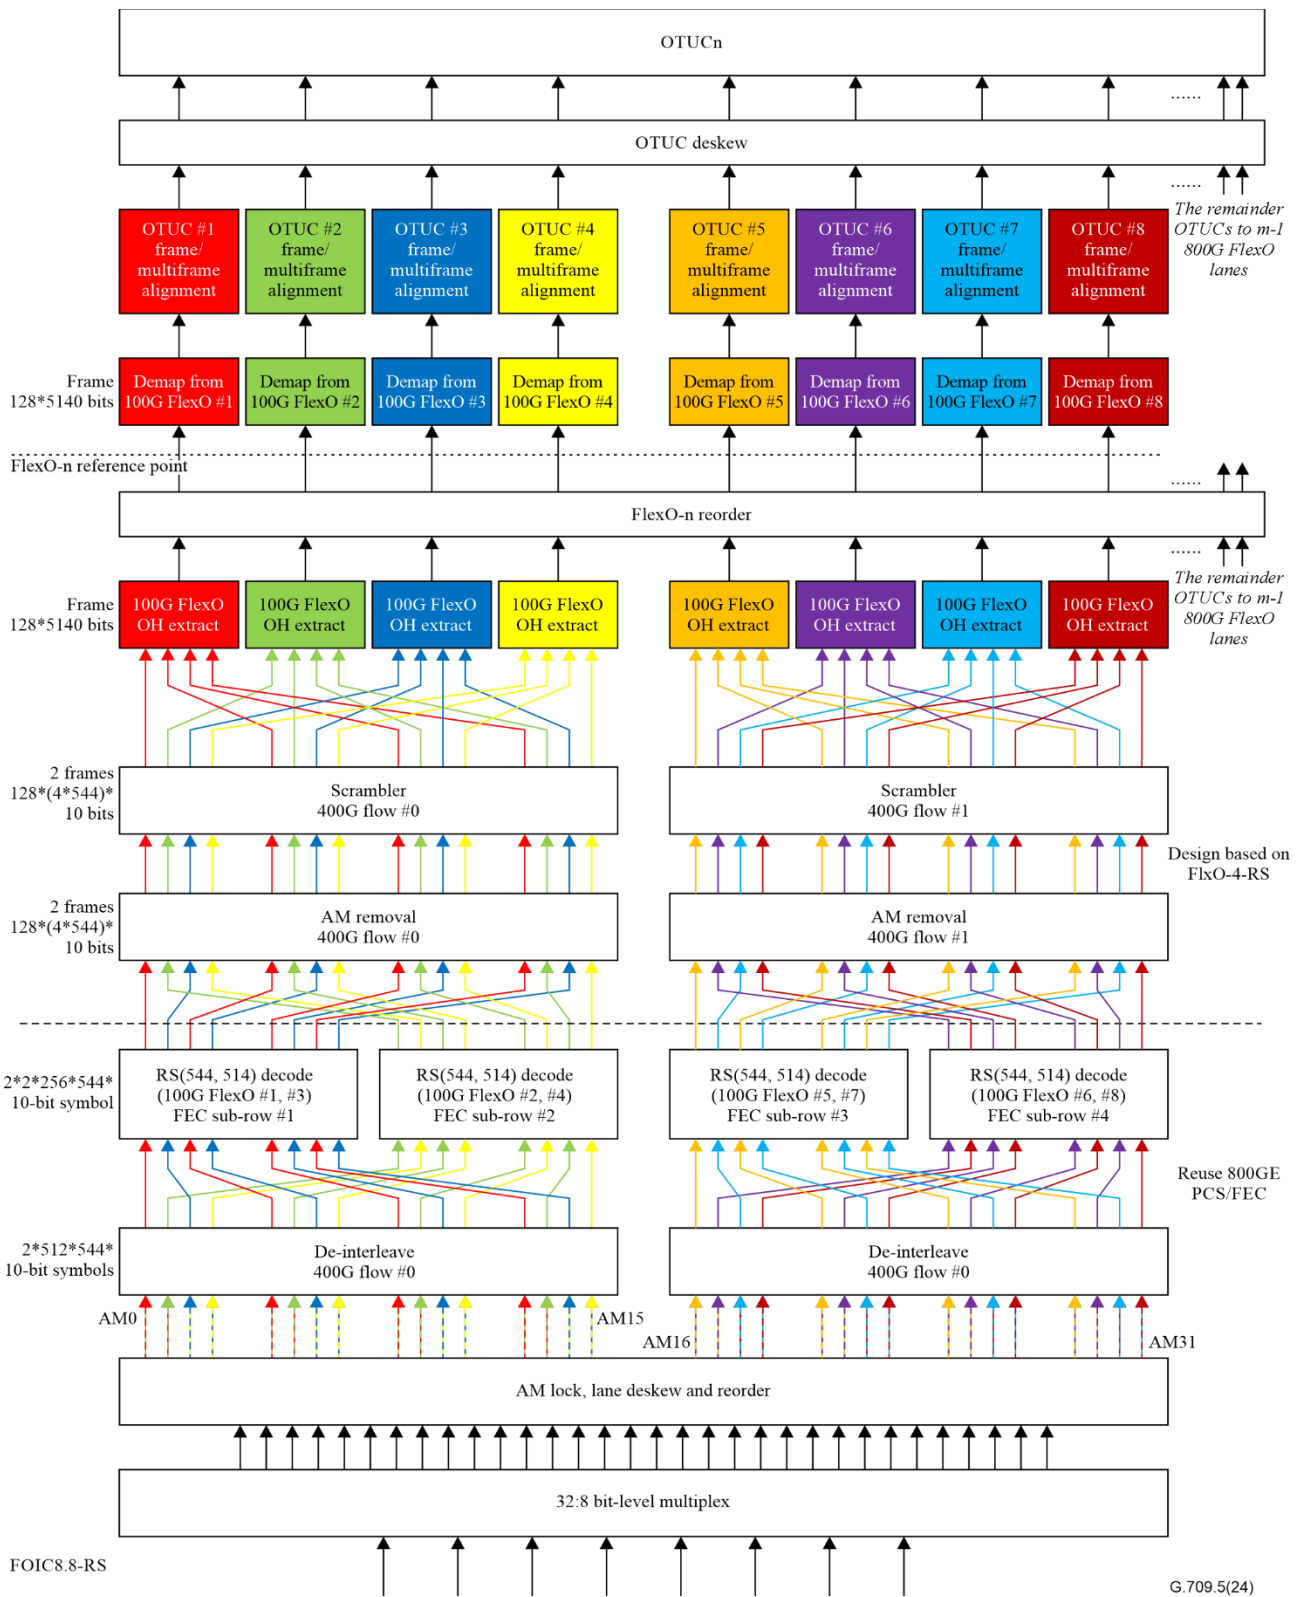 OTUCn
......
OTUC deskew
......
OTUC #1
frame/
multiframe
alignment
OTUC #2
frame/
multiframe
alignment
OTUC #3
frame/
multiframe
alignment
OTUC #4
frame/
multiframe
alignment
OTUC #5
frame/
multiframe
alignment
OTUC #6
frame/
multiframe
alignment
OTUC #7
frame/
multiframe
alignment
OTUC #8
frame/
multiframe
alignment
The remainder
OTUCs to m-1
800G FlexO
lanes
Frame
128*5140 bits
Demap from
100G FlexO #1
Demap from
100G FlexO #2
Demap from
100G FlexO #3
Demap from
100G FlexO #4
Demap from
100G FlexO #5
Demap from
100G FlexO #6
Demap from
100G FlexO #7
Demap from
100G FlexO #8
FlexO-n reference point
......
FlexO-n reorder
......
Frame
128*5140 bits
100G FlexO
OH extract
100G FlexO
OH extract
100G FlexO
OH extract
100G FlexO
OH extract
100G FlexO
OH extract
100G FlexO
OH extract
100G FlexO
OH extract
100G FlexO
OH extract
The remainder
OTUCs to m-1
800G FlexO
lanes
2 frames
128*(4*544)*
10 bits
Scrambler
400G flow #0
Scrambler
400G flow #1
Design based on
FlxO-4-RS
2 frames
128*(4*544)*
10 bits
AM removal
400G flow #0
AM removal
400G flow #1
2*2*256*544*
10-bit symbol
RS(544, 514) decode
(100G FlexO #1, #3)
FEC sub-row #1
RS(544, 514) decode
(100G FlexO #2, #4)
FEC sub-row #2
RS(544, 514) decode
(100G FlexO #5, #7)
FEC sub-row #3
RS(544, 514) decode
(100G FlexO #6, #8)
FEC sub-row #4
Reuse 800GE
PCS/FEC
2*512*544*
10-bit symbols
De-interleave
400G flow #0
De-interleave
400G flow #0
AM0
AM15
AM16
AM31
AM lock, lane deskew and reorder
32:8 bit-level multiplex
FOIC8.8-RS
G.709.5(24)